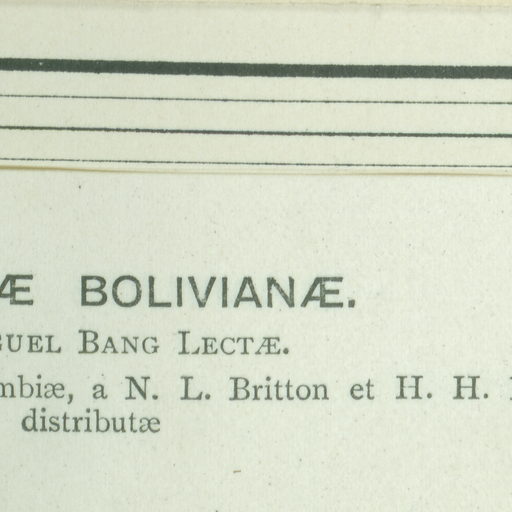 Æ BOLIVIANÆ.
GUEL BANG LECTÆ.
mbiæ, a N. L. Britton et H. H.
distributæ